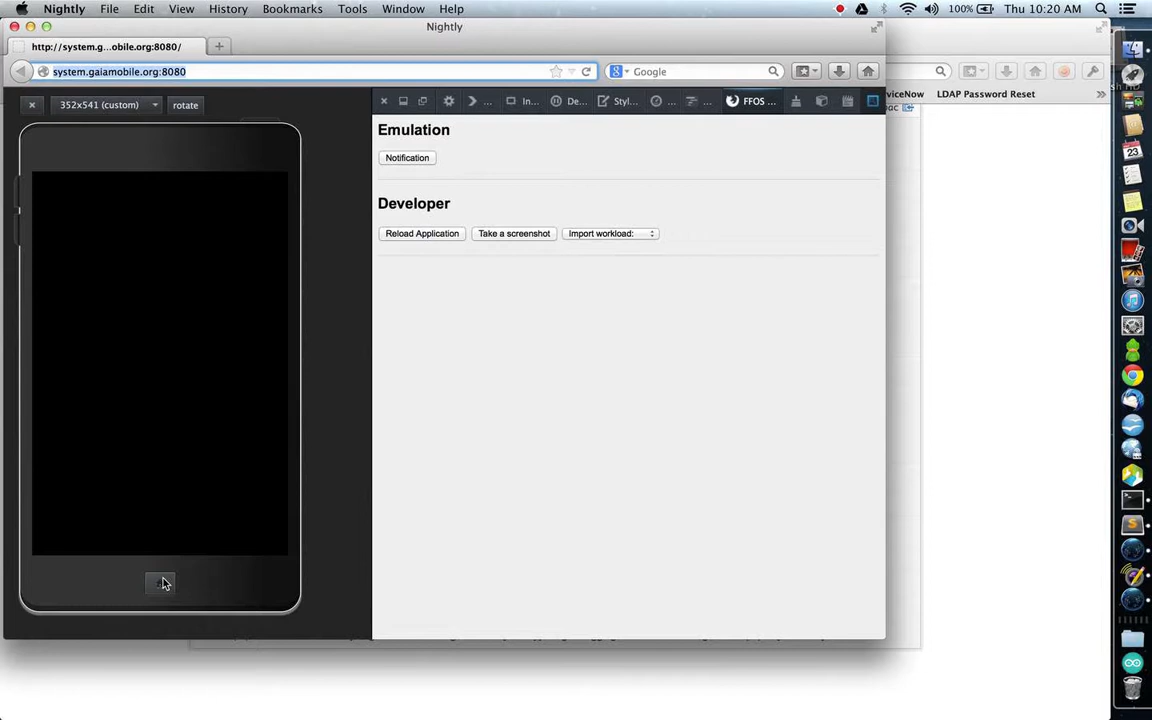 Nightly File Edit View History Bookmarks Tools Window Help 100% Thu 10:20 AM
Nightly
http://system.g...obile.org:8080/
system.gaiamobile.org:8080 Google
352x541 (custom) rotate
... In... De... Styl... ... FFOS ...
viceNow LDAP Password Reset
Emulation
Notification
Developer
Reload Application Take a screenshot Import workload:
23